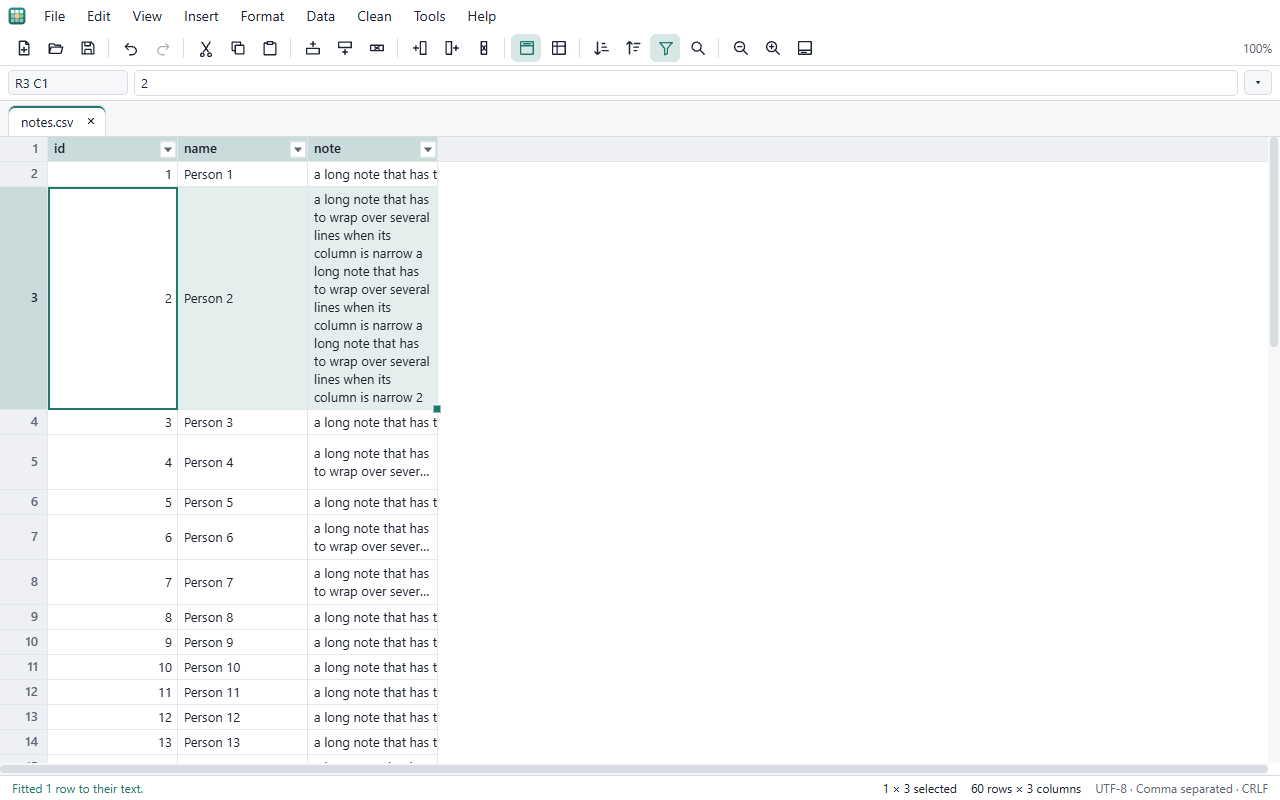 File Edit View Insert Format Data Clean Tools Help
100%
R3 C1
2
notes.csv ×
1 id name note
2 1 Person 1 a long note that has t
3 2 Person 2 a long note that has
to wrap over several
lines when its
column is narrow a
long note that has
to wrap over several
lines when its
column is narrow a
long note that has
to wrap over several
lines when its
column is narrow 2
4 3 Person 3 a long note that has t
5 4 Person 4 a long note that has
to wrap over sever...
6 5 Person 5 a long note that has t
7 6 Person 6 a long note that has
to wrap over sever...
8 7 Person 7 a long note that has
to wrap over sever...
9 8 Person 8 a long note that has t
10 9 Person 9 a long note that has t
11 10 Person 10 a long note that has t
12 11 Person 11 a long note that has t
13 12 Person 12 a long note that has t
14 13 Person 13 a long note that has t
Fitted 1 row to their text.
1 × 3 selected 60 rows × 3 columns UTF-8 · Comma separated · CRLF